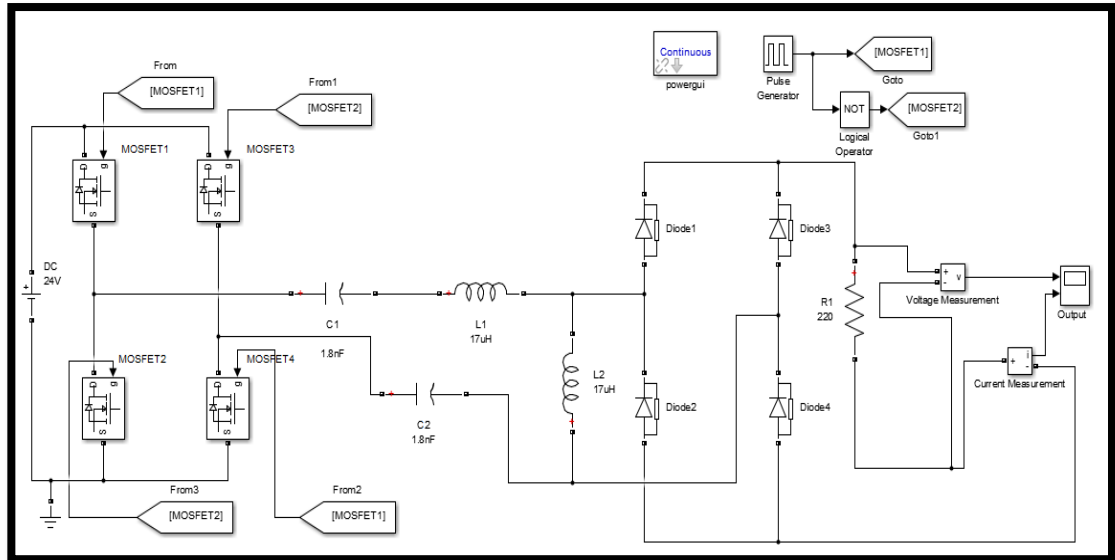 From
[MOSFET1]
From1
[MOSFET2]
Continuous
powergui
Pulse
Generator
[MOSFET1]
Goto
NOT
Logical
Operator
[MOSFET2]
Goto1
MOSFET1
D
g
S
MOSFET3
D
g
S
DC
24V
+
C1
1.8nF
L1
17uH
L2
17uH
C2
1.8nF
MOSFET2
D
g
S
MOSFET4
D
g
S
From3
[MOSFET2]
From2
[MOSFET1]
Diode1
Diode3
Diode2
Diode4
R1
220
+
-
v
Voltage Measurement
Output
+
i
-
Current Measurement